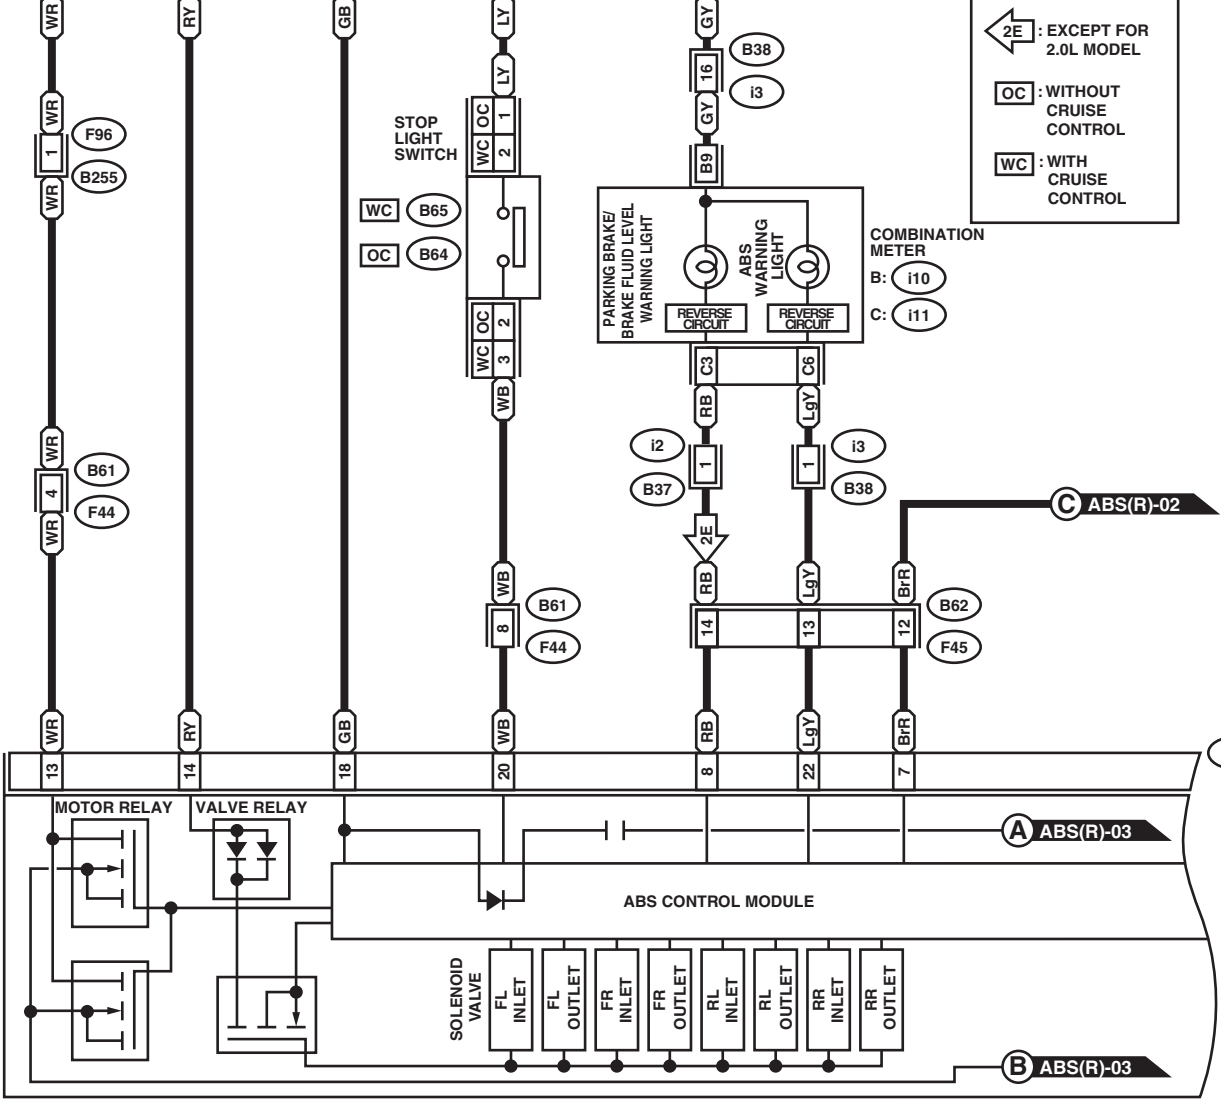 WR
RY
GB
LY
GY
2E : EXCEPT FOR
2.0L MODEL
LY
16
B38
i3
OC : WITHOUT
CRUISE
CONTROL
WR
F96
1
B255
WR
STOP
LIGHT
SWITCH
OC 1
WC 2
GY
B9
WC : WITH
CRUISE
CONTROL
WC B65
OC B64
PARKING BRAKE/
BRAKE FLUID LEVEL
WARNING LIGHT
ABS
WARNING
LIGHT
COMBINATION
METER
B: i10
C: i11
REVERSE
CIRCUIT
REVERSE
CIRCUIT
OC 2
WC 3
C3
C6
WB
RB
LgY
WR
B61
4
F44
WR
i2
1
B37
i3
1
B38
2E
C ABS(R)-02
WB
RB
LgY
BrR
B61
8
F44
14
13
12
B62
F45
WR
RY
GB
WB
RB
LgY
BrR
13
14
18
20
8
22
7
MOTOR RELAY
VALVE RELAY
A ABS(R)-03
ABS CONTROL MODULE
SOLENOID
VALVE
FL
INLET
FL
OUTLET
FR
INLET
FR
OUTLET
RL
INLET
RL
OUTLET
RR
INLET
RR
OUTLET
B ABS(R)-03